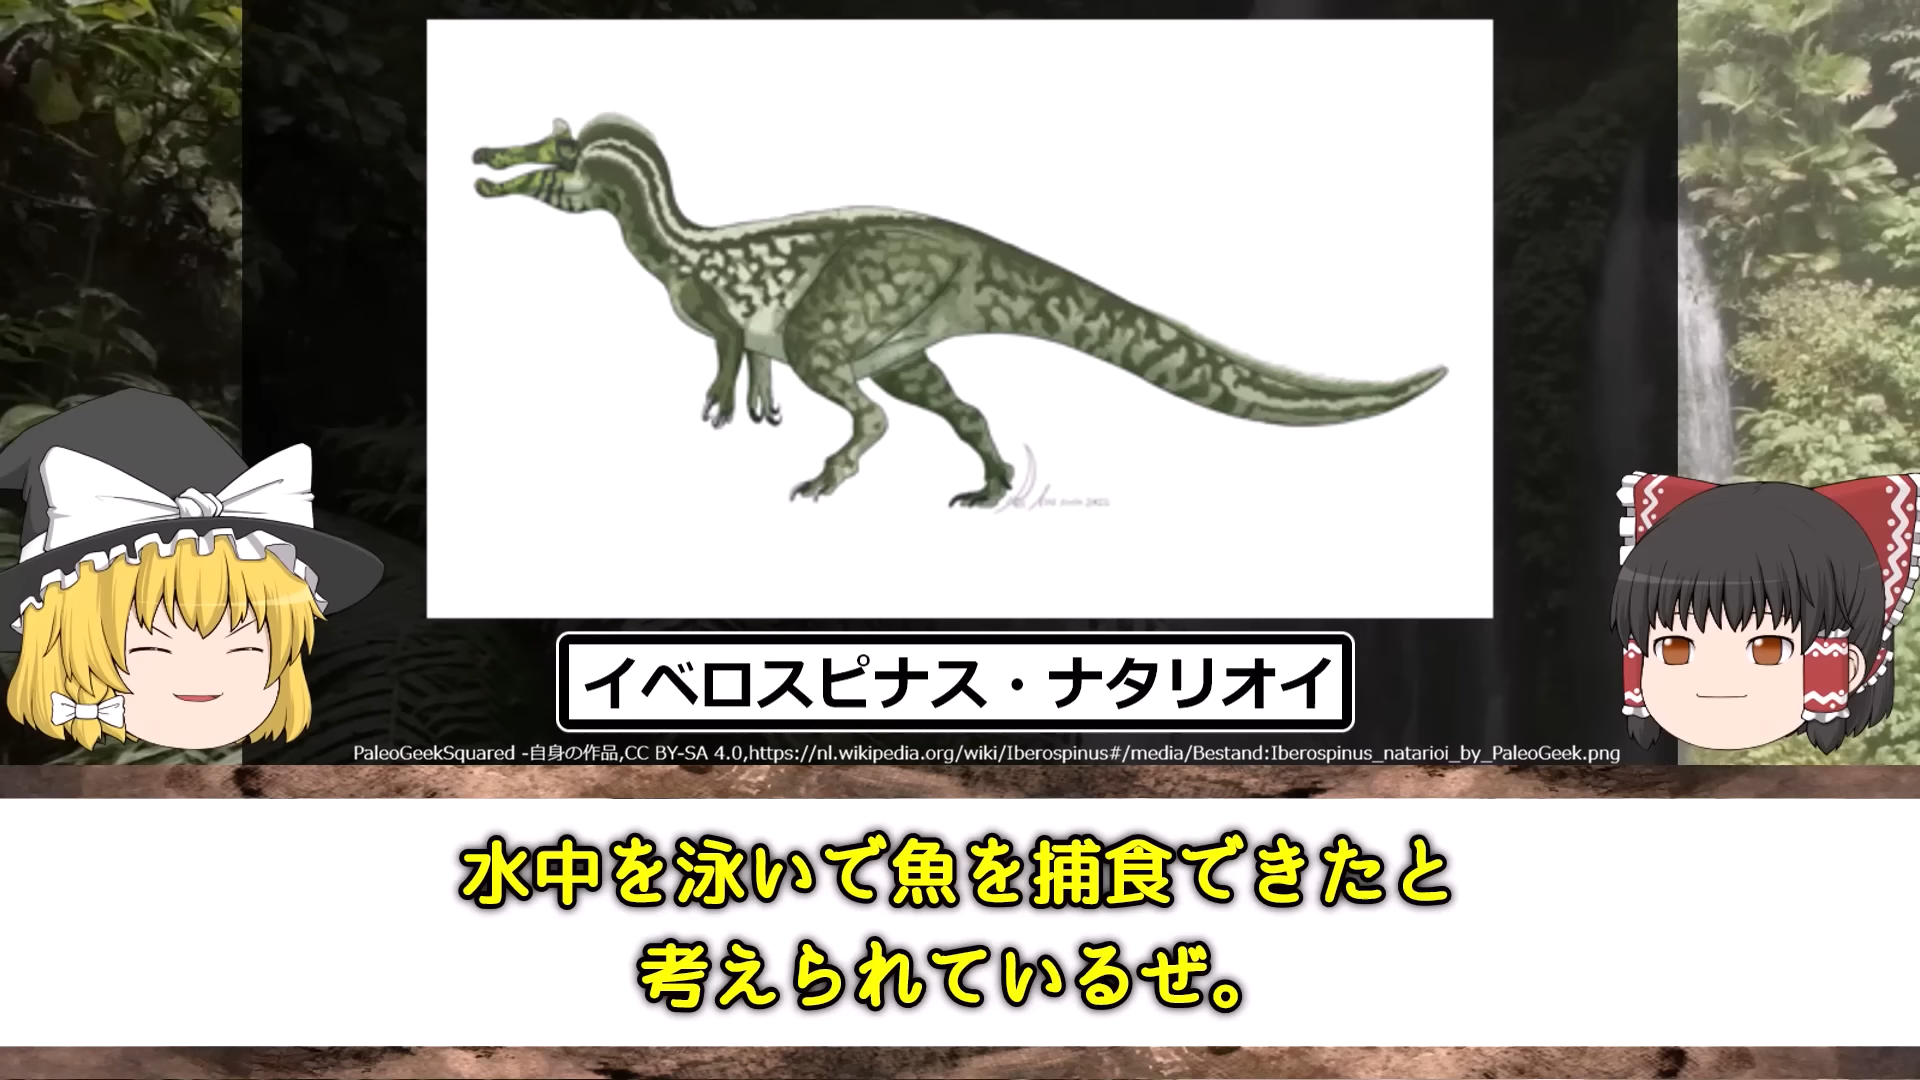 イベロスピナス・ナタリオイ
PaleoGeekSquared -自身の作品,CC BY-SA 4.0,https://nl.wikipedia.org/wiki/Iberospinus#/media/Bestand:Iberospinus_natarioi_by_PaleoGeek.png
水中を泳いで魚を捕食できたと
考えられているぜ。